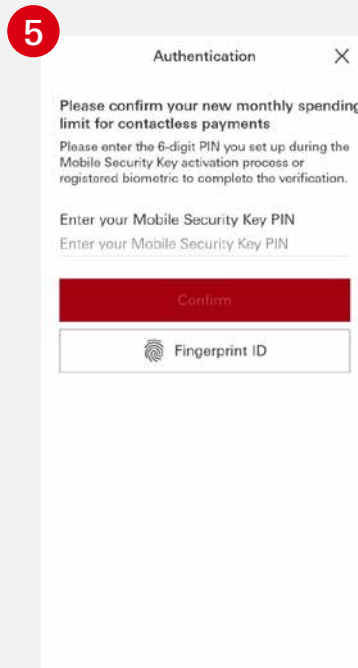 5
Authentication
Please confirm your new monthly spending
limit for contactless payments
Please enter the 6-digit PIN you set up during the
Mobile Security Key activation process or
registered biometric to complete the verification.
Enter your Mobile Security Key PIN
Enter your Mobile Security Key PIN
Confirm
Fingerprint ID